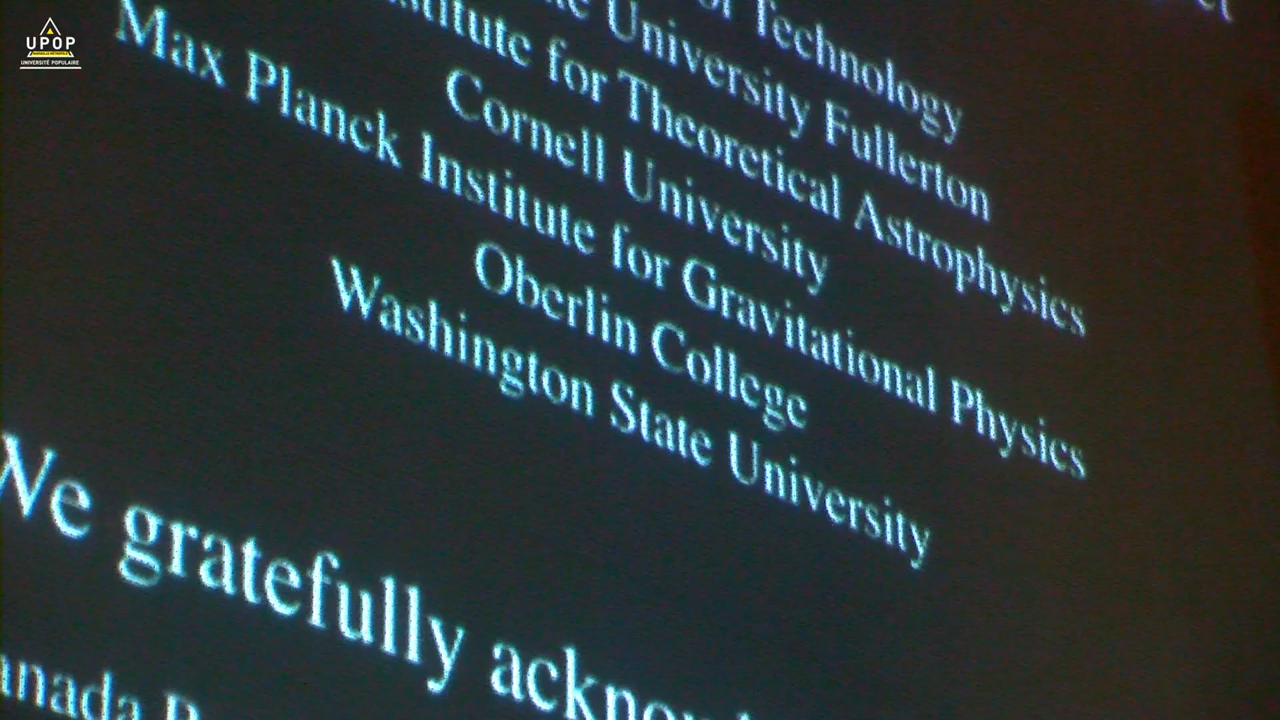 UPOP
UNIVERSITÉ POPULAIRE
of Technology
University Fullerton
for Theoretical Astrophysics
Cornell University
Max Planck Institute for Gravitational Physics
Oberlin College
Washington State University
We gratefully